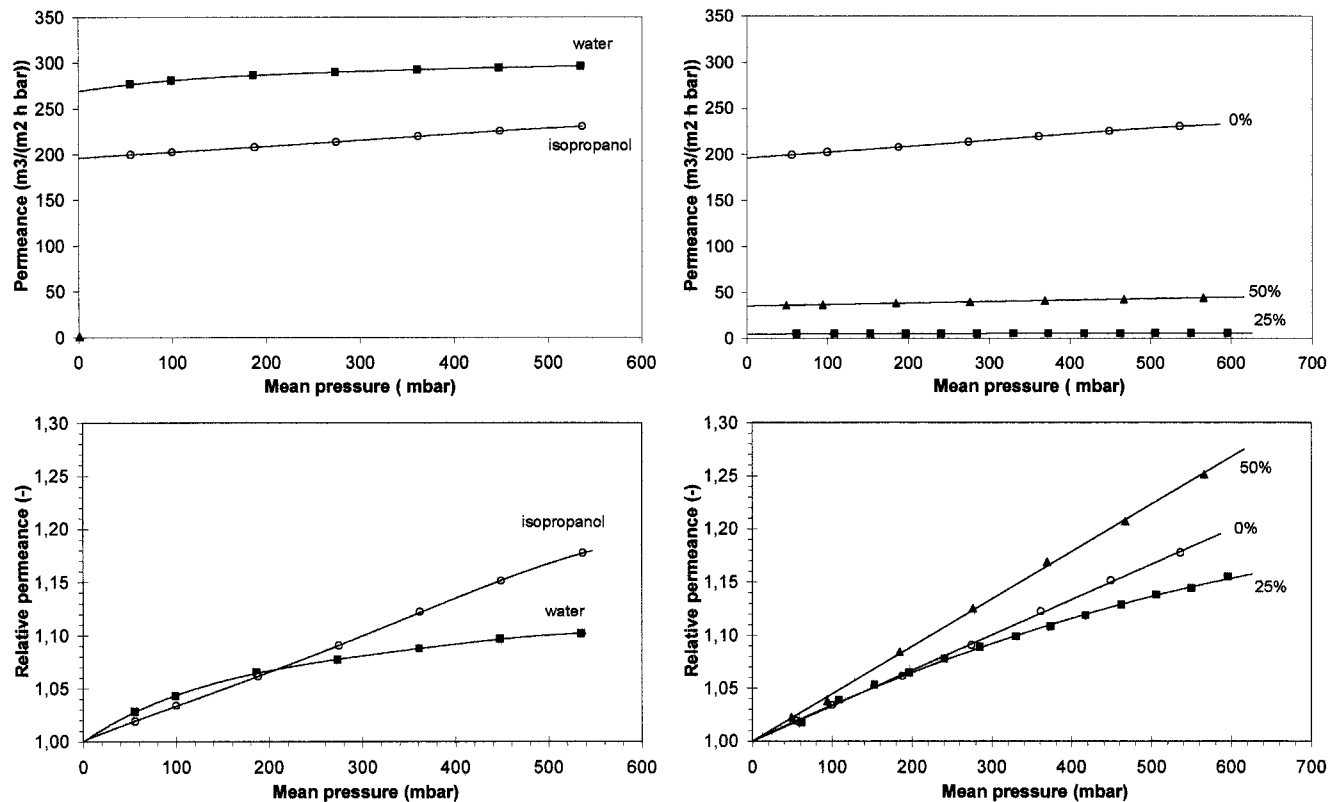 350
300
250
200
150
100
50
0
Permeance (m3/(m2 h bar))
water
isopropanol
0 100 200 300 400 500 600
Mean pressure ( mbar)
350
300
250
200
150
100
50
0
Permeance (m3/(m2 h bar))
0%
50%
25%
0 100 200 300 400 500 600 700
Mean pressure ( mbar)
1,30
1,25
1,20
1,15
1,10
1,05
1,00
Relative permeance (-)
isopropanol
water
0 100 200 300 400 500 600
Mean pressure (mbar)
1,30
1,25
1,20
1,15
1,10
1,05
1,00
Relative permeance (-)
50%
0%
25%
0 100 200 300 400 500 600 700
Mean pressure (mbar)